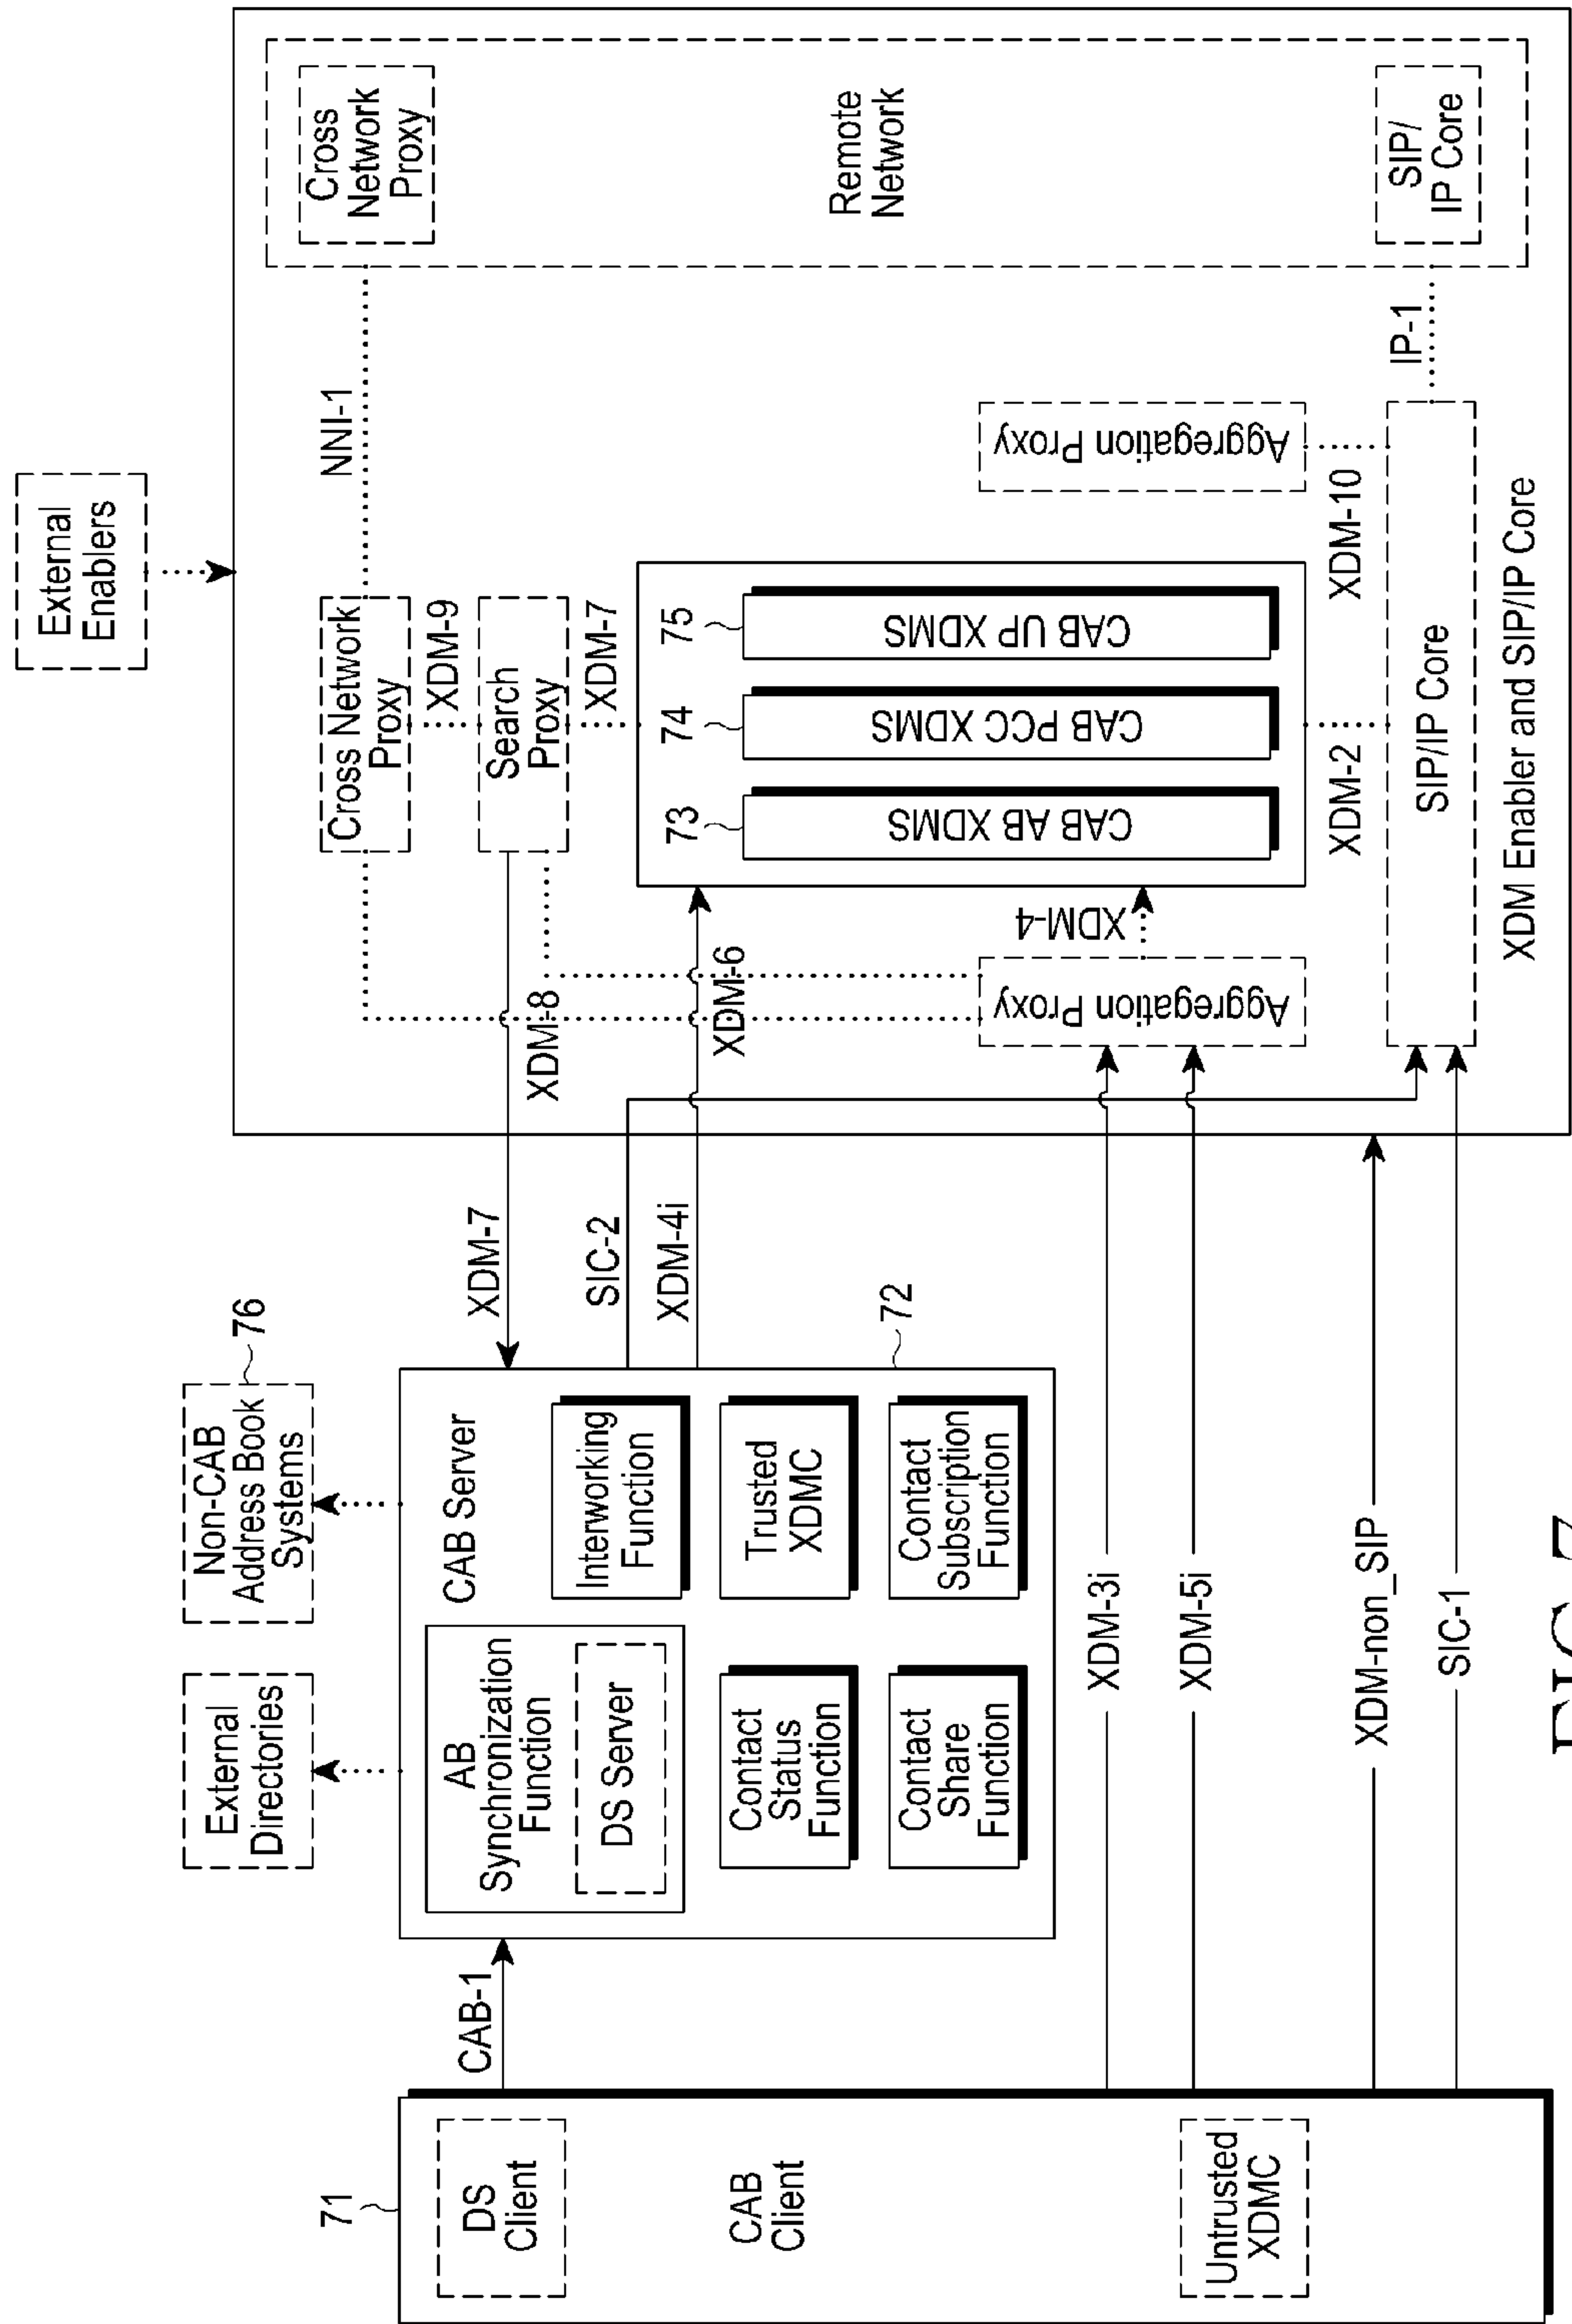 External
Enablers
Cross Network
Proxy
NNI-1
Cross
Network
Proxy
XDM-9
Search
Proxy
XDM-7
Remote
Network
73
74
75
CAB AB XDMS
CAB PCC XDMS
CAB UP XDMS
XDM-8
XDM-6
XDM-4
Aggregation Proxy
Aggregation Proxy
XDM-2
XDM-10
SIP/IP Core
IP-1
SIP/
IP Core
XDM Enabler and SIP/IP Core
External
Directories
Non-CAB
Address Book
Systems
76
XDM-7
SIC-2
XDM-4i
72
CAB Server
AB
Synchronization
Function
DS Server
Interworking
Function
Contact
Status
Function
Trusted
XDMC
Contact
Share
Function
Contact
Subscription
Function
CAB-1
XDM-3i
XDM-5i
XDM-non_SIP
SIC-1
71
DS
Client
CAB
Client
Untrusted
XDMC